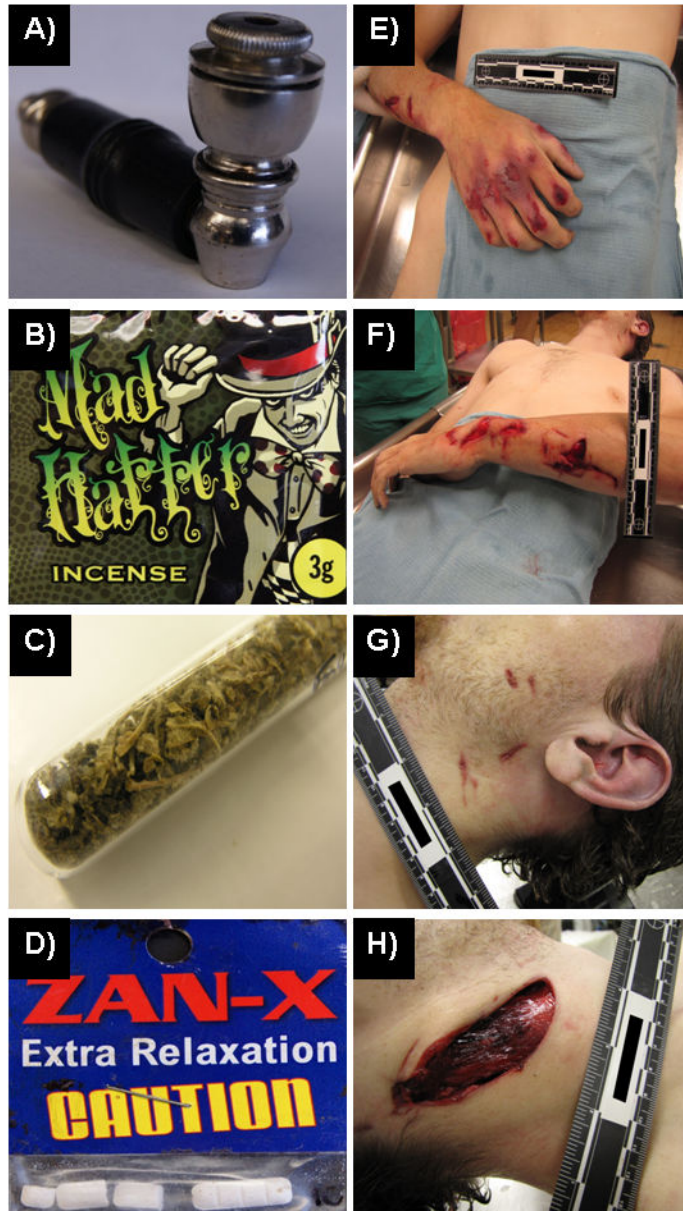 A)
B)
Mad
Hatter
INCENSE
3g
C)
D)
ZAN-X
Extra Relaxation
CAUTION
E)
F)
G)
H)